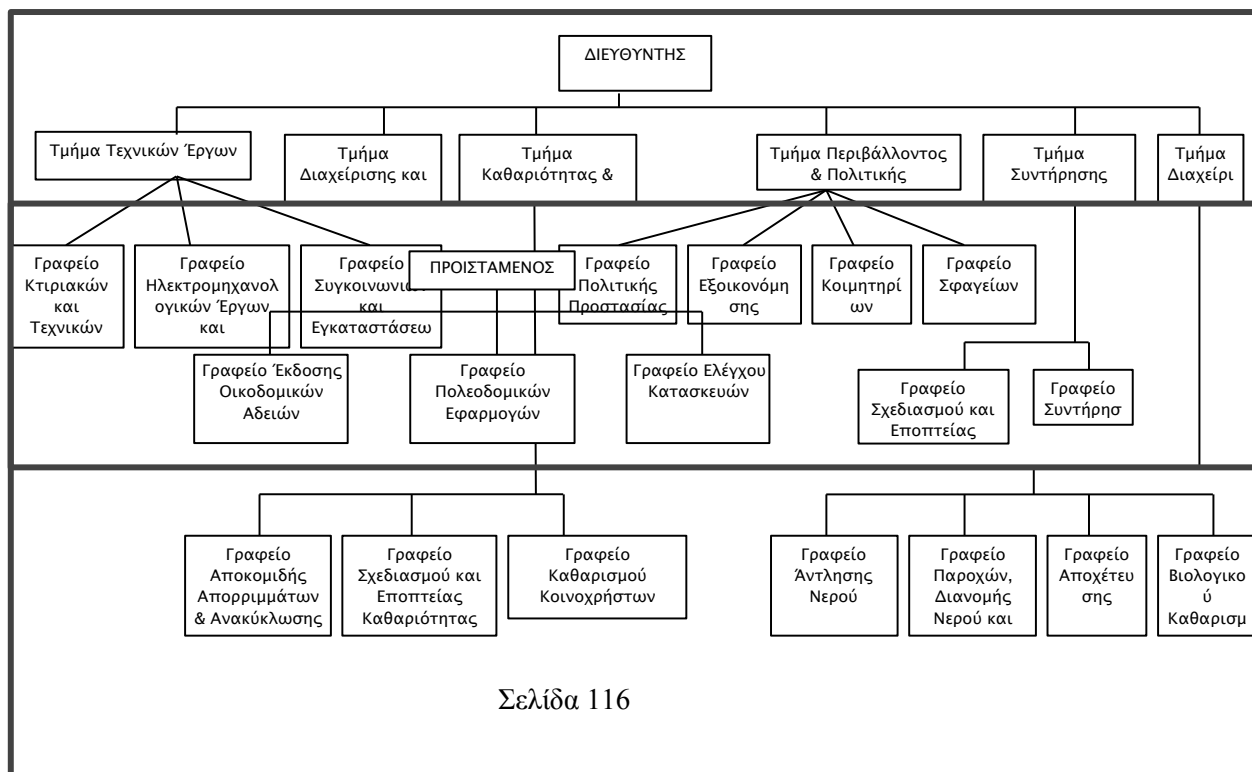 ΔΙΕΥΘΥΝΤΗΣ
Τμήμα Τεχνικών Έργων
Τμήμα
Διαχείρισης και
Τμήμα
Καθαριότητας &
Τμήμα Περιβάλλοντος
& Πολιτικής
Τμήμα
Συντήρησης
Τμήμα
Διαχείρι
Γραφείο
Κτιριακών
και
Τεχνικών
Γραφείο
Ηλεκτρομηχανολ
ογικών Έργων
και
Γραφείο
Συγκοινωνιών
και
Εγκαταστάσεω
ΠΡΟΙΣΤΑΜΕΝΟΣ
Γραφείο
Πολιτικής
Προστασίας
Γραφείο
Εξοικονόμη
σης
Γραφείο
Κοιμητηρί
ων
Γραφείο
Σφαγείων
Γραφείο Έκδοσης
Οικοδομικών
Αδειών
Γραφείο
Πολεοδομικών
Εφαρμογών
Γραφείο Ελέγχου
Κατασκευών
Γραφείο
Σχεδιασμού και
Εποπτείας
Γραφείο
Συντήρησ
Γραφείο
Αποκομιδής
Απορριμμάτων
& Ανακύκλωσης
Γραφείο
Σχεδιασμού και
Εποπτείας
Καθαριότητας
Γραφείο
Καθαρισμού
Κοινοχρήστων
Γραφείο
Άντλησης
Νερού
Γραφείο
Παροχών,
Διανομής
Νερού και
Γραφείο
Αποχέτευ
σης
Γραφείο
Βιολογικο
ύ
Καθαρισμ
Σελίδα 116